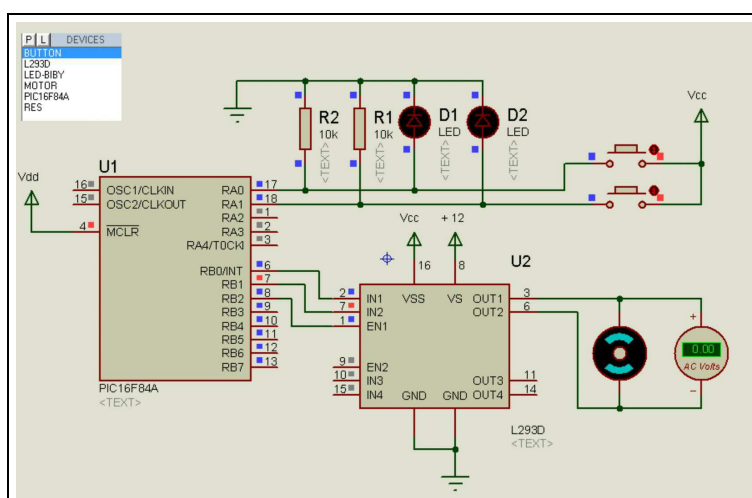 P L DEVICES
BUTTON
L293D
LED-BIBY
MOTOR
PIC16F84A
RES
R2
10k
<TEXT>
R1
10k
<TEXT>
D1
LED
<TEXT>
D2
LED
<TEXT>
Vcc
Vdd
U1
16 OSC1/CLKIN
15 OSC2/CLKOUT
4 MCLR
RA0 17
RA1 18
RA2 1
RA3 2
RA4/T0CKI 3
RB0/INT 6
RB1 7
RB2 8
RB3 9
RB4 10
RB5 11
RB6 12
RB7 13
PIC16F84A
<TEXT>
Vcc +12
16 8
U2
2 IN1 VSS VS OUT1 3
7 IN2 OUT2 6
1 EN1
9 EN2
10 IN3 OUT3 11
15 IN4 GND GND OUT4 14
L293D
<TEXT>
+
0.00
AC Volts
−